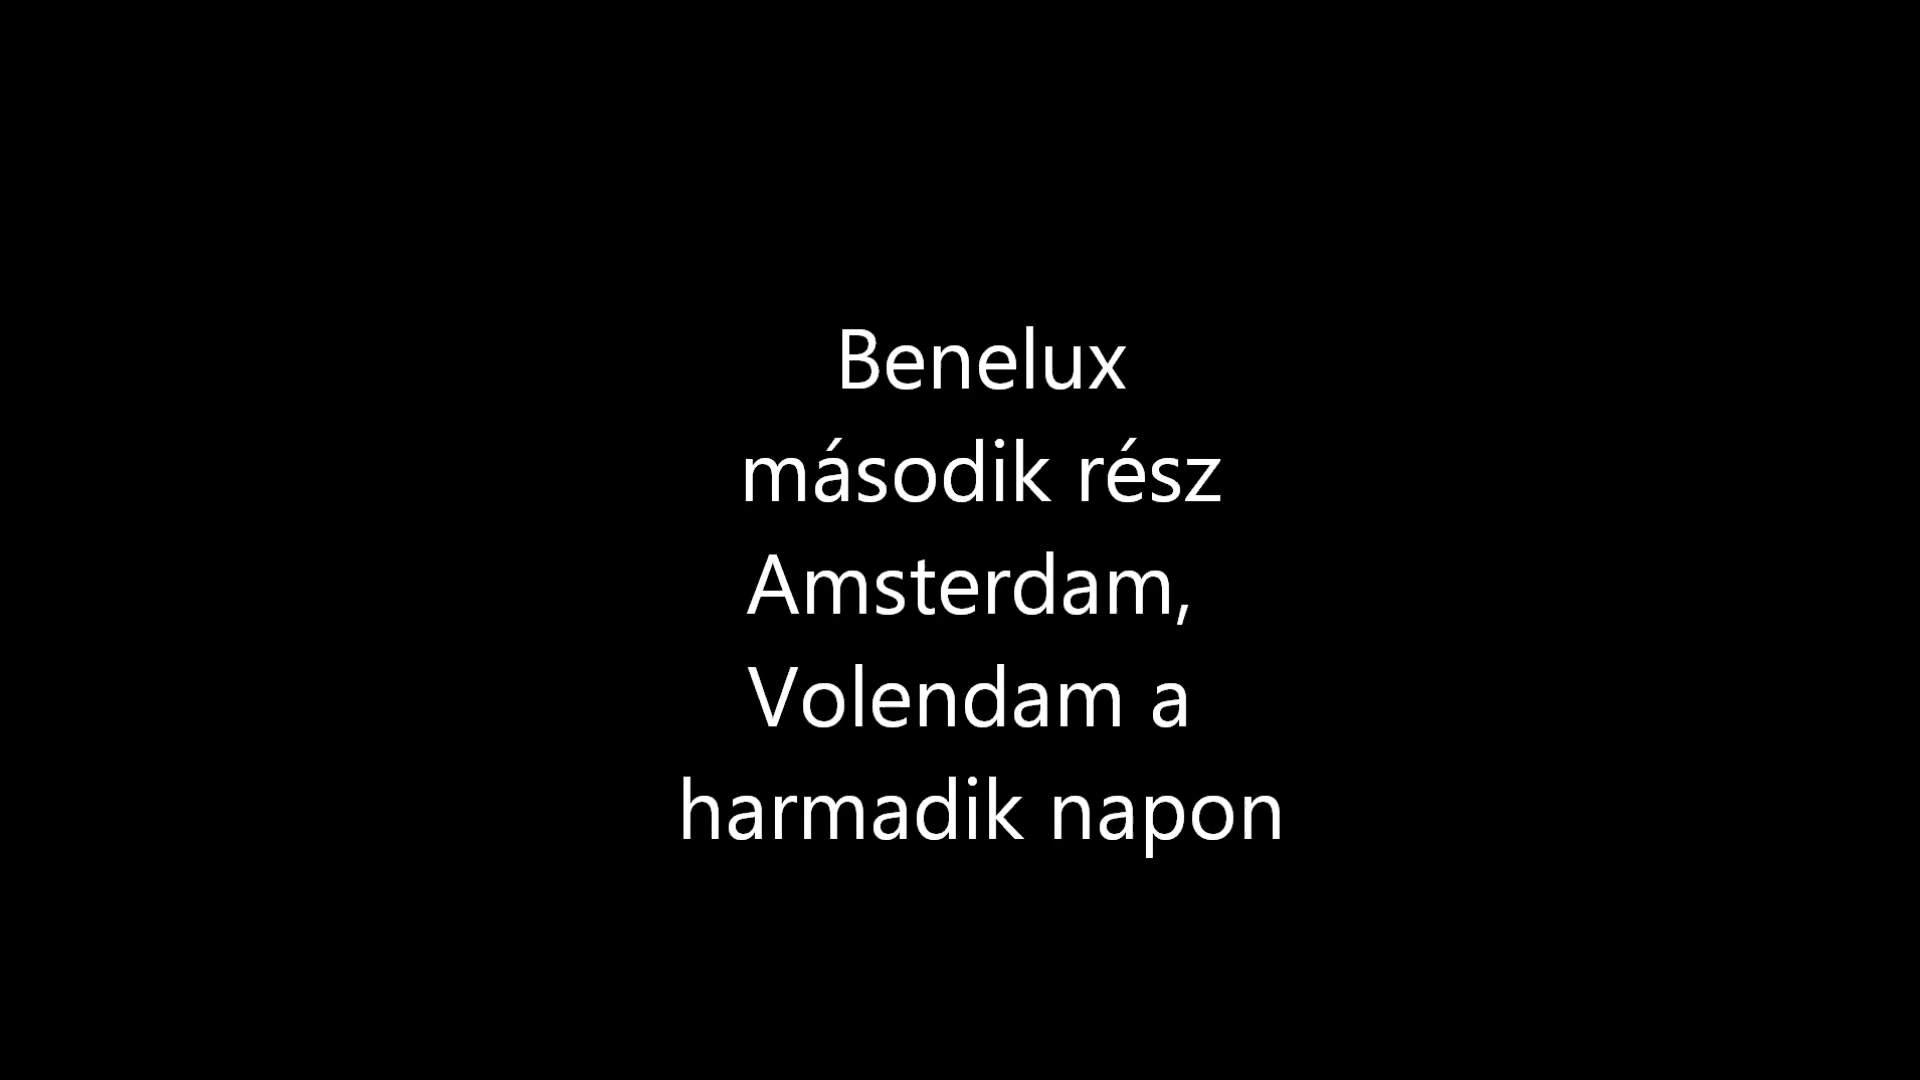 Benelux
második rész
Amsterdam,
Volendam a
harmadik napon